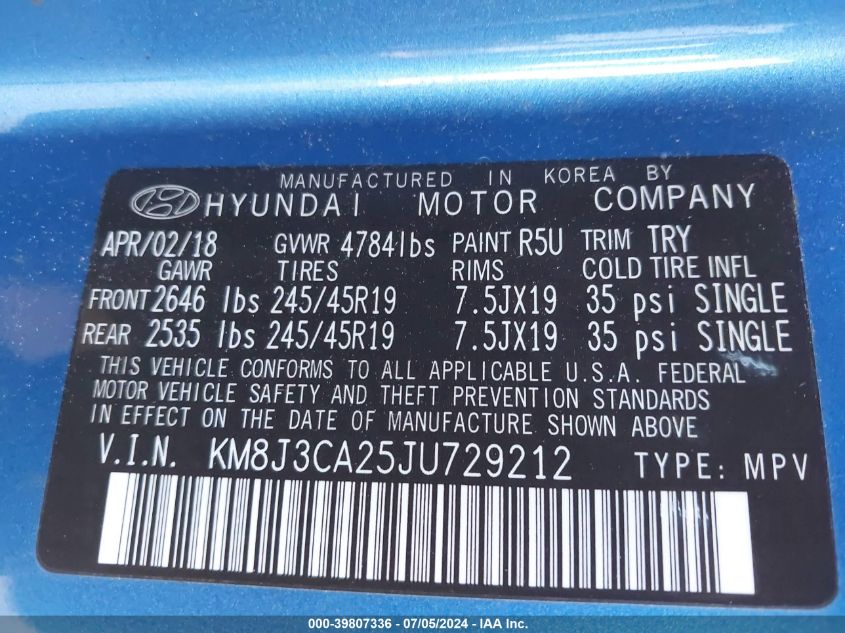 MANUFACTURED IN KOREA BY
HYUNDAI MOTOR COMPANY
APR/02/18 GVWR 4784lbs PAINT R5U TRIM TRY
GAWR TIRES RIMS COLD TIRE INFL
FRONT 2646 lbs 245/45R19 7.5JX19 35 psi SINGLE
REAR 2535 lbs 245/45R19 7.5JX19 35 psi SINGLE
THIS VEHICLE CONFORMS TO ALL APPLICABLE U.S.A. FEDERAL
MOTOR VEHICLE SAFETY AND THEFT PREVENTION STANDARDS
IN EFFECT ON THE DATE OF MANUFACTURE SHOWN ABOVE
V.I.N. KM8J3CA25JU729212 TYPE: MPV
000-39807336 - 07/05/2024 - IAA Inc.